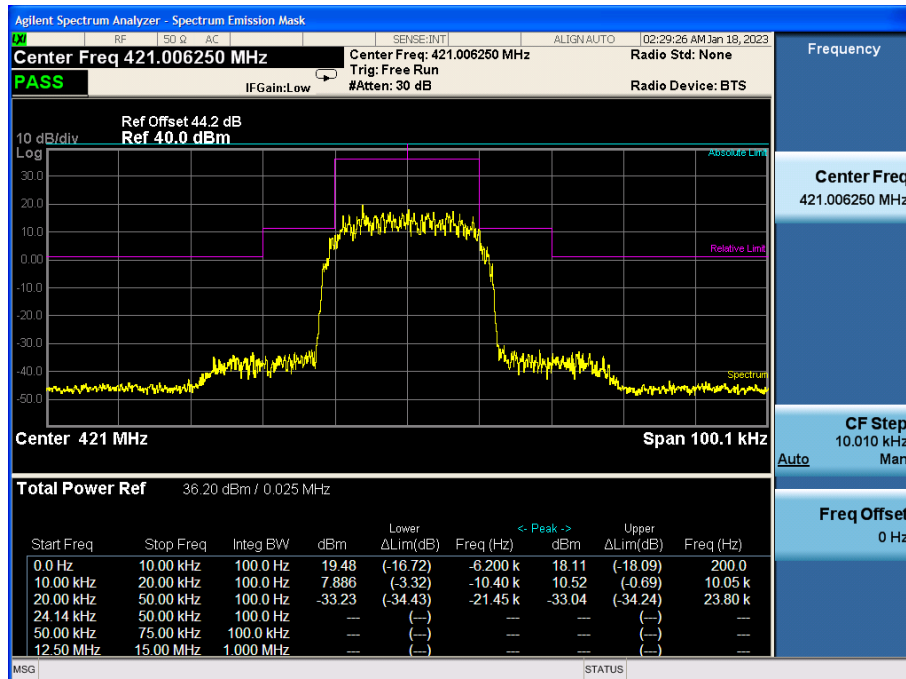 Agilent Spectrum Analyzer - Spectrum Emission Mask
LXI RF 50 Ω AC SENSE:INT ALIGN AUTO 02:29:26 AM Jan 18, 2023
Center Freq 421.006250 MHz Center Freq: 421.006250 MHz Radio Std: None Frequency
Trig: Free Run
PASS IFGain:Low #Atten: 30 dB Radio Device: BTS
Ref Offset 44.2 dB
10 dB/div Ref 40.0 dBm
Log Absolute Limit
30.0
20.0
10.0
0.00 Relative Limit
-10.0
-20.0
-30.0
-40.0 Spectrum
-50.0
Center 421 MHz Span 100.1 kHz
Center Freq
421.006250 MHz
CF Step
10.010 kHz
Auto Man
Freq Offset
0 Hz
Total Power Ref 36.20 dBm / 0.025 MHz
Lower <- Peak -> Upper
Start Freq Stop Freq Integ BW dBm ΔLim(dB) Freq (Hz) dBm ΔLim(dB) Freq (Hz)
0.0 Hz 10.00 kHz 100.0 Hz 19.48 (-16.72) -6.200 k 18.11 (-18.09) 200.0
10.00 kHz 20.00 kHz 100.0 Hz 7.886 (-3.32) -10.40 k 10.52 (-0.69) 10.05 k
20.00 kHz 50.00 kHz 100.0 Hz -33.23 (-34.43) -21.45 k -33.04 (-34.24) 23.80 k
24.14 kHz 50.00 kHz 100.0 Hz --- (---) --- --- (---) ---
50.00 kHz 75.00 kHz 100.0 kHz --- (---) --- --- (---) ---
12.50 MHz 15.00 MHz 1.000 MHz --- (---) --- --- (---) ---
MSG STATUS